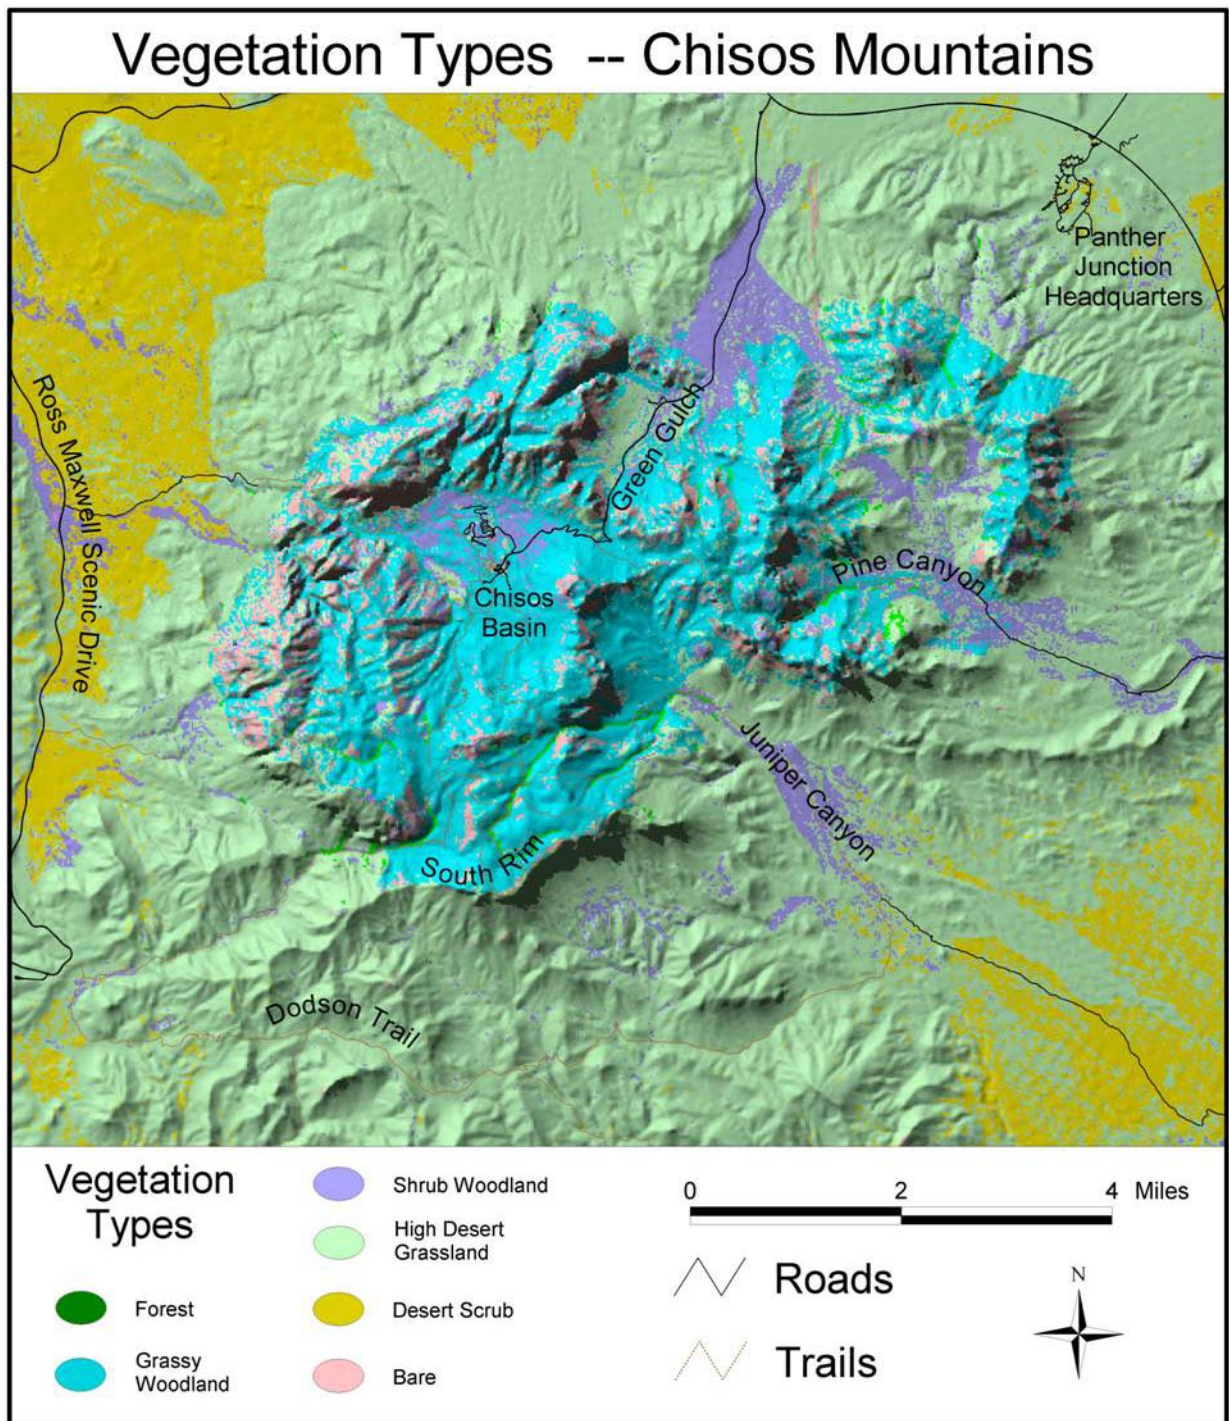 Vegetation Types -- Chisos Mountains
Panther
Junction
Headquarters
Ross Maxwell Scenic Drive
Green Gulch
Pine Canyon
Chisos
Basin
Juniper Canyon
South Rim
Dodson Trail
Vegetation
Types
Forest
Grassy
Woodland
Shrub Woodland
High Desert
Grassland
Desert Scrub
Bare
0 2 4 Miles
Roads
Trails
N